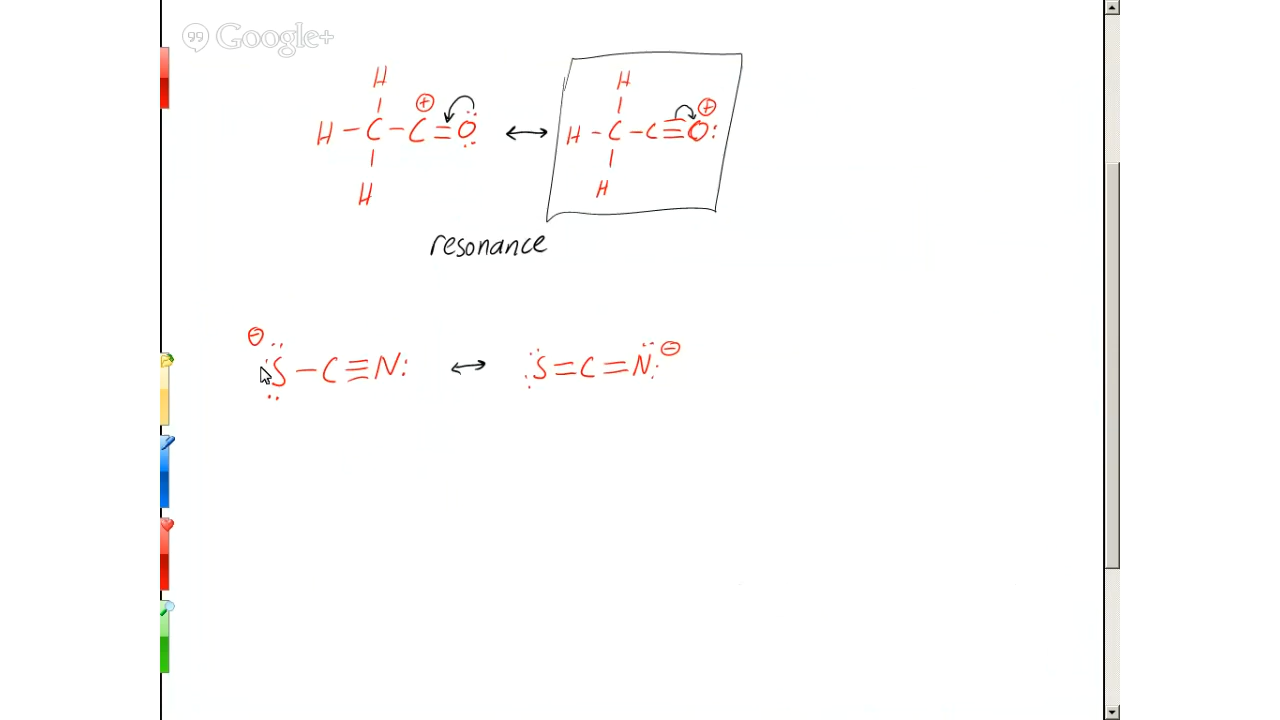 Google+
H H
H - C - C = O: ↔ H - C - C ≡ O:
⊕ ⊕
H H
resonance
⊖ :S - C ≡ N: ↔ :S = C = N: ⊖